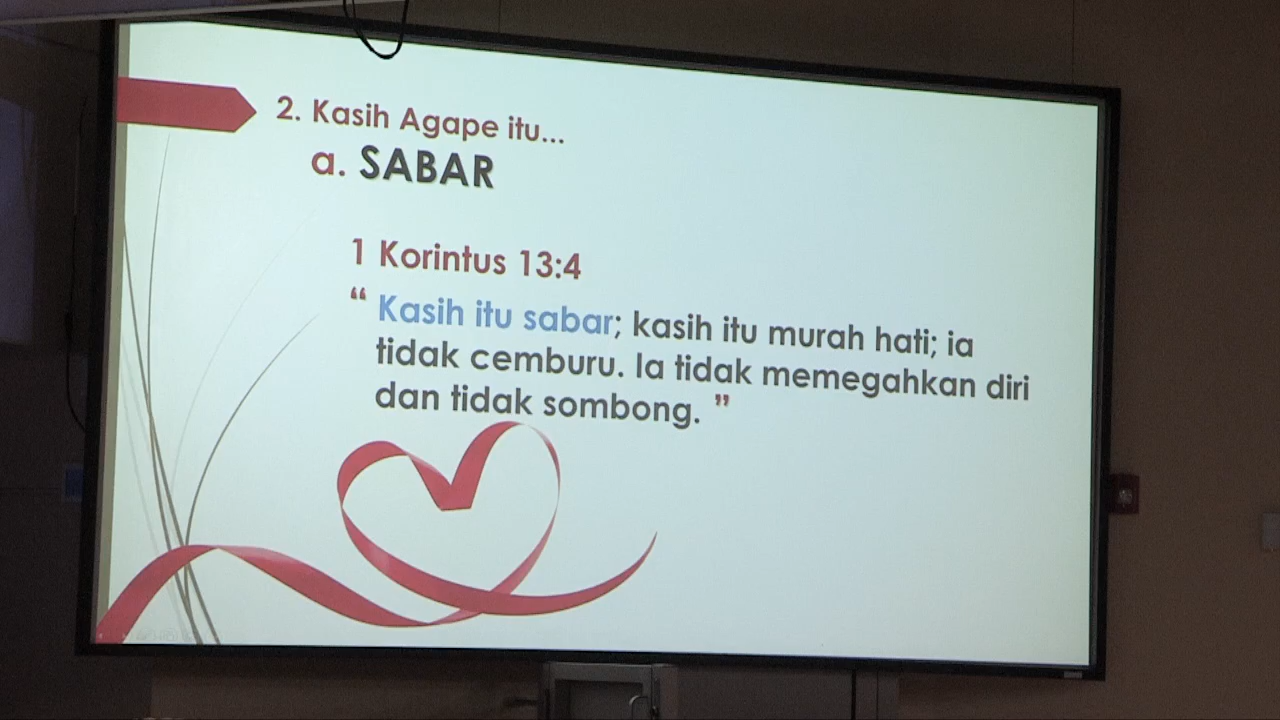 2. Kasih Agape itu...
a. SABAR
1 Korintus 13:4
“ Kasih itu sabar; kasih itu murah hati; ia
tidak cemburu. Ia tidak memegahkan diri
dan tidak sombong. ”